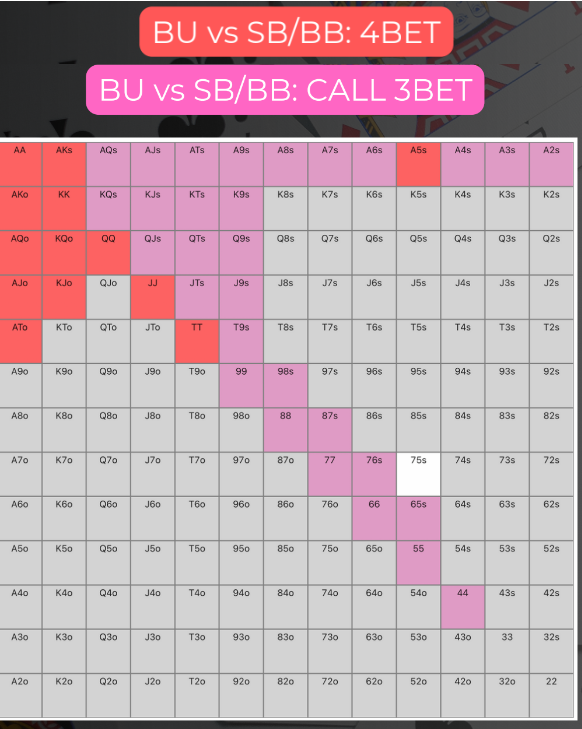 BU vs SB/BB: 4BET
BU vs SB/BB: CALL 3BET
AA AKs AQs AJs ATs A9s A8s A7s A6s A5s A4s A3s A2s
AKo KK KQs KJs KTs K9s K8s K7s K6s K5s K4s K3s K2s
AQo KQo QQ QJs QTs Q9s Q8s Q7s Q6s Q5s Q4s Q3s Q2s
AJo KJo QJo JJ JTs J9s J8s J7s J6s J5s J4s J3s J2s
ATo KTo QTo JTo TT T9s T8s T7s T6s T5s T4s T3s T2s
A9o K9o Q9o J9o T9o 99 98s 97s 96s 95s 94s 93s 92s
A8o K8o Q8o J8o T8o 98o 88 87s 86s 85s 84s 83s 82s
A7o K7o Q7o J7o T7o 97o 87o 77 76s 75s 74s 73s 72s
A6o K6o Q6o J6o T6o 96o 86o 76o 66 65s 64s 63s 62s
A5o K5o Q5o J5o T5o 95o 85o 75o 65o 55 54s 53s 52s
A4o K4o Q4o J4o T4o 94o 84o 74o 64o 54o 44 43s 42s
A3o K3o Q3o J3o T3o 93o 83o 73o 63o 53o 43o 33 32s
A2o K2o Q2o J2o T2o 92o 82o 72o 62o 52o 42o 32o 22